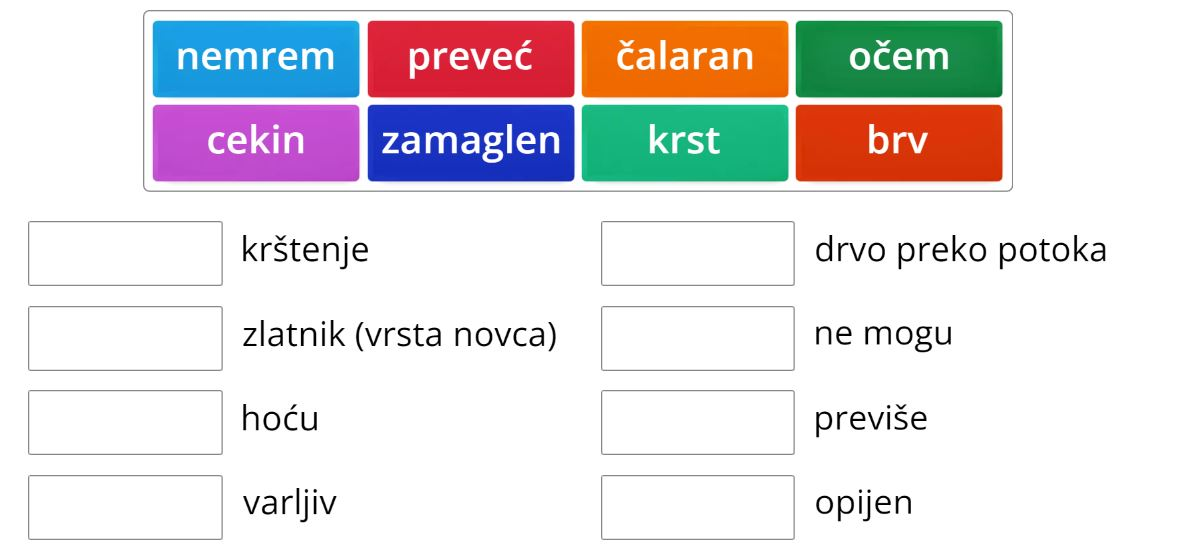 nemrem preveć čalaran očem
cekin zamaglen krst brv
krštenje drvo preko potoka
zlatnik (vrsta novca) ne mogu
hoću previše
varljiv opijen